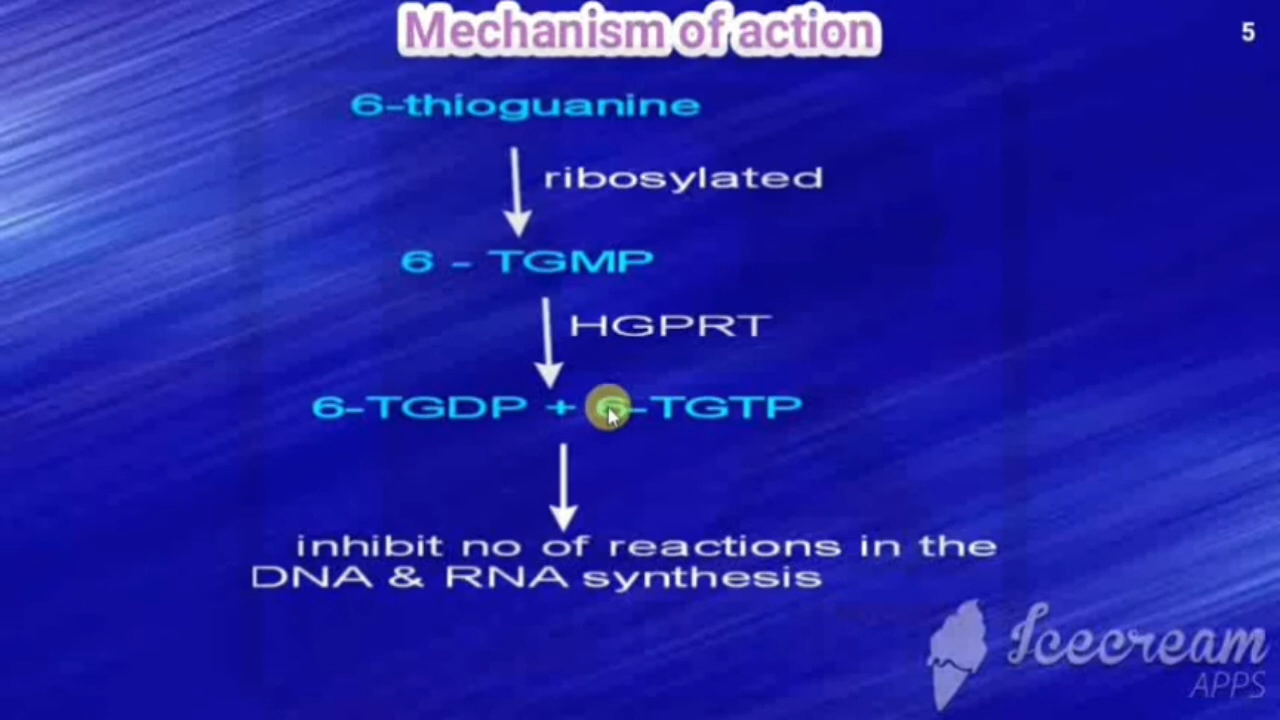 Mechanism of action
5
6-thioguanine
ribosylated
6 - TGMP
HGPRT
6-TGDP + 6-TGTP
inhibit no of reactions in the
DNA & RNA synthesis
Icecream
APPS